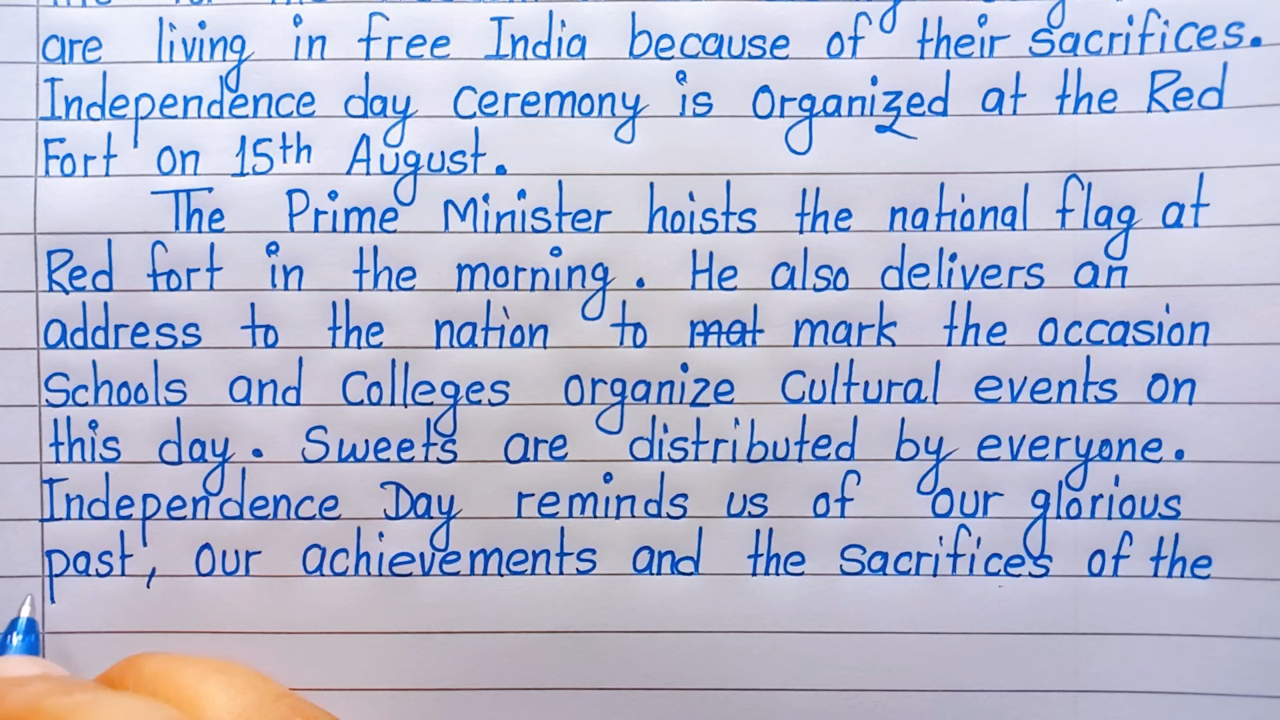 are living in free India because of their sacrifices.
Independence day ceremony is organized at the Red
Fort on 15th August.
The Prime Minister hoists the national flag at
Red fort in the morning. He also delivers an
address to the nation to mat mark the occasion
Schools and Colleges organize Cultural events on
this day. Sweets are distributed by everyone.
Independence Day reminds us of our glorious
past, our achievements and the sacrifices of the